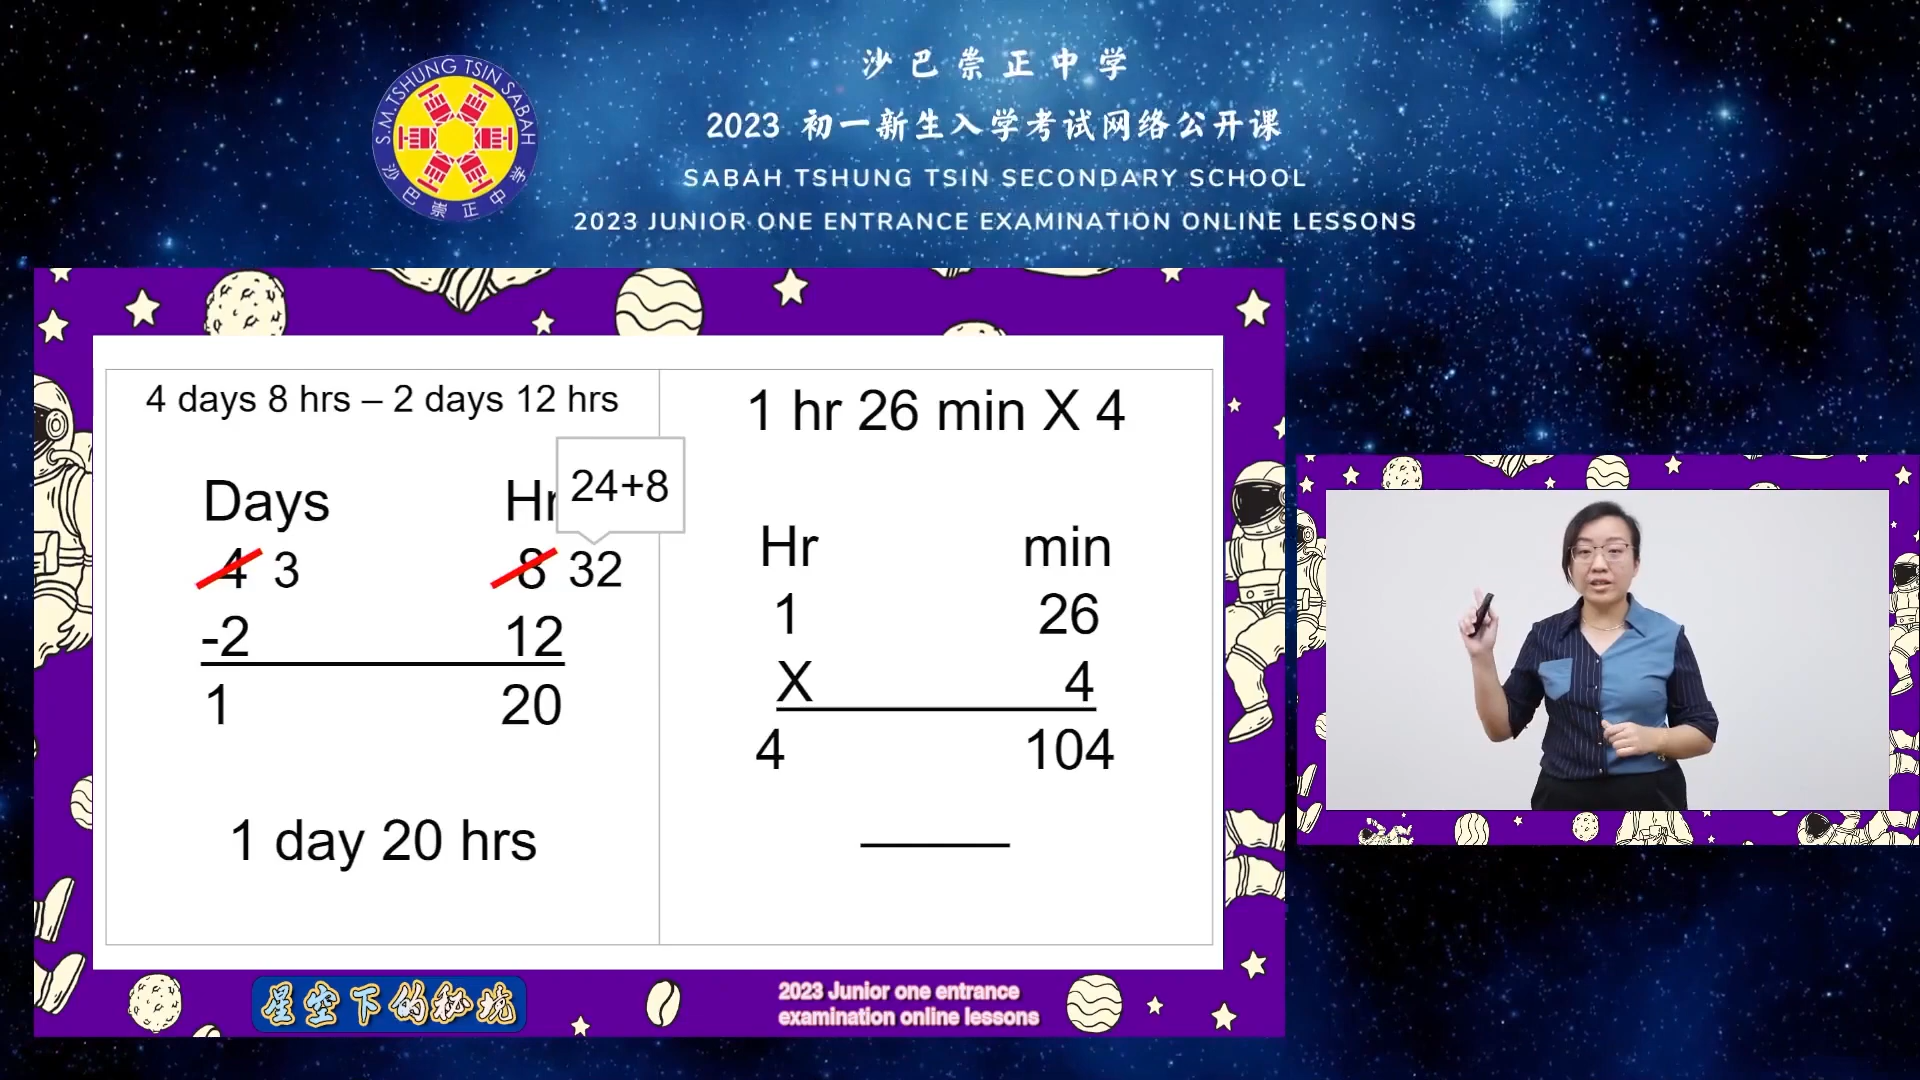 S.M. TSHUNG TSIN SABAH
沙巴崇正中学
沙巴崇正中学
2023 初一新生入学考试网络公开课
SABAH TSHUNG TSIN SECONDARY SCHOOL
2023 JUNIOR ONE ENTRANCE EXAMINATION ONLINE LESSONS
4 days 8 hrs – 2 days 12 hrs
Days Hr
24+8
4 3 8 32
-2 12
1 20
1 day 20 hrs
1 hr 26 min X 4
Hr min
1 26
X 4
4 104
星空下的秘境
2023 Junior one entrance
examination online lessons